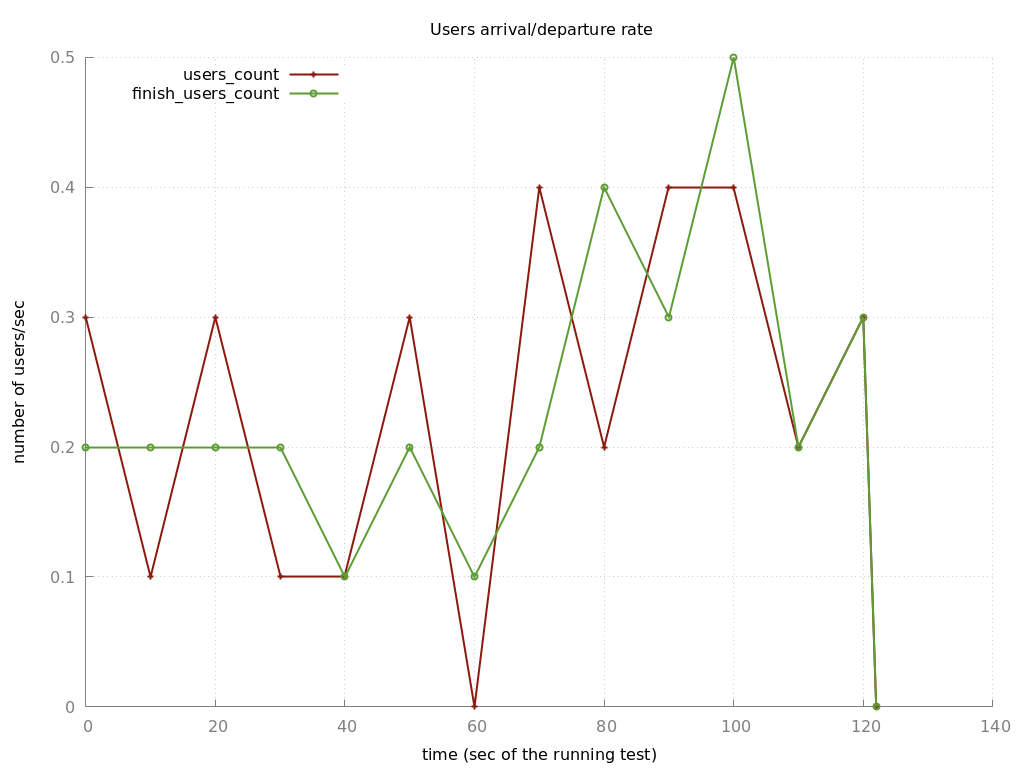 Users arrival/departure rate
0.5
users_count
finish_users_count
0.4
0.3
number of users/sec
0.2
0.1
0
0 20 40 60 80 100 120 140
time (sec of the running test)